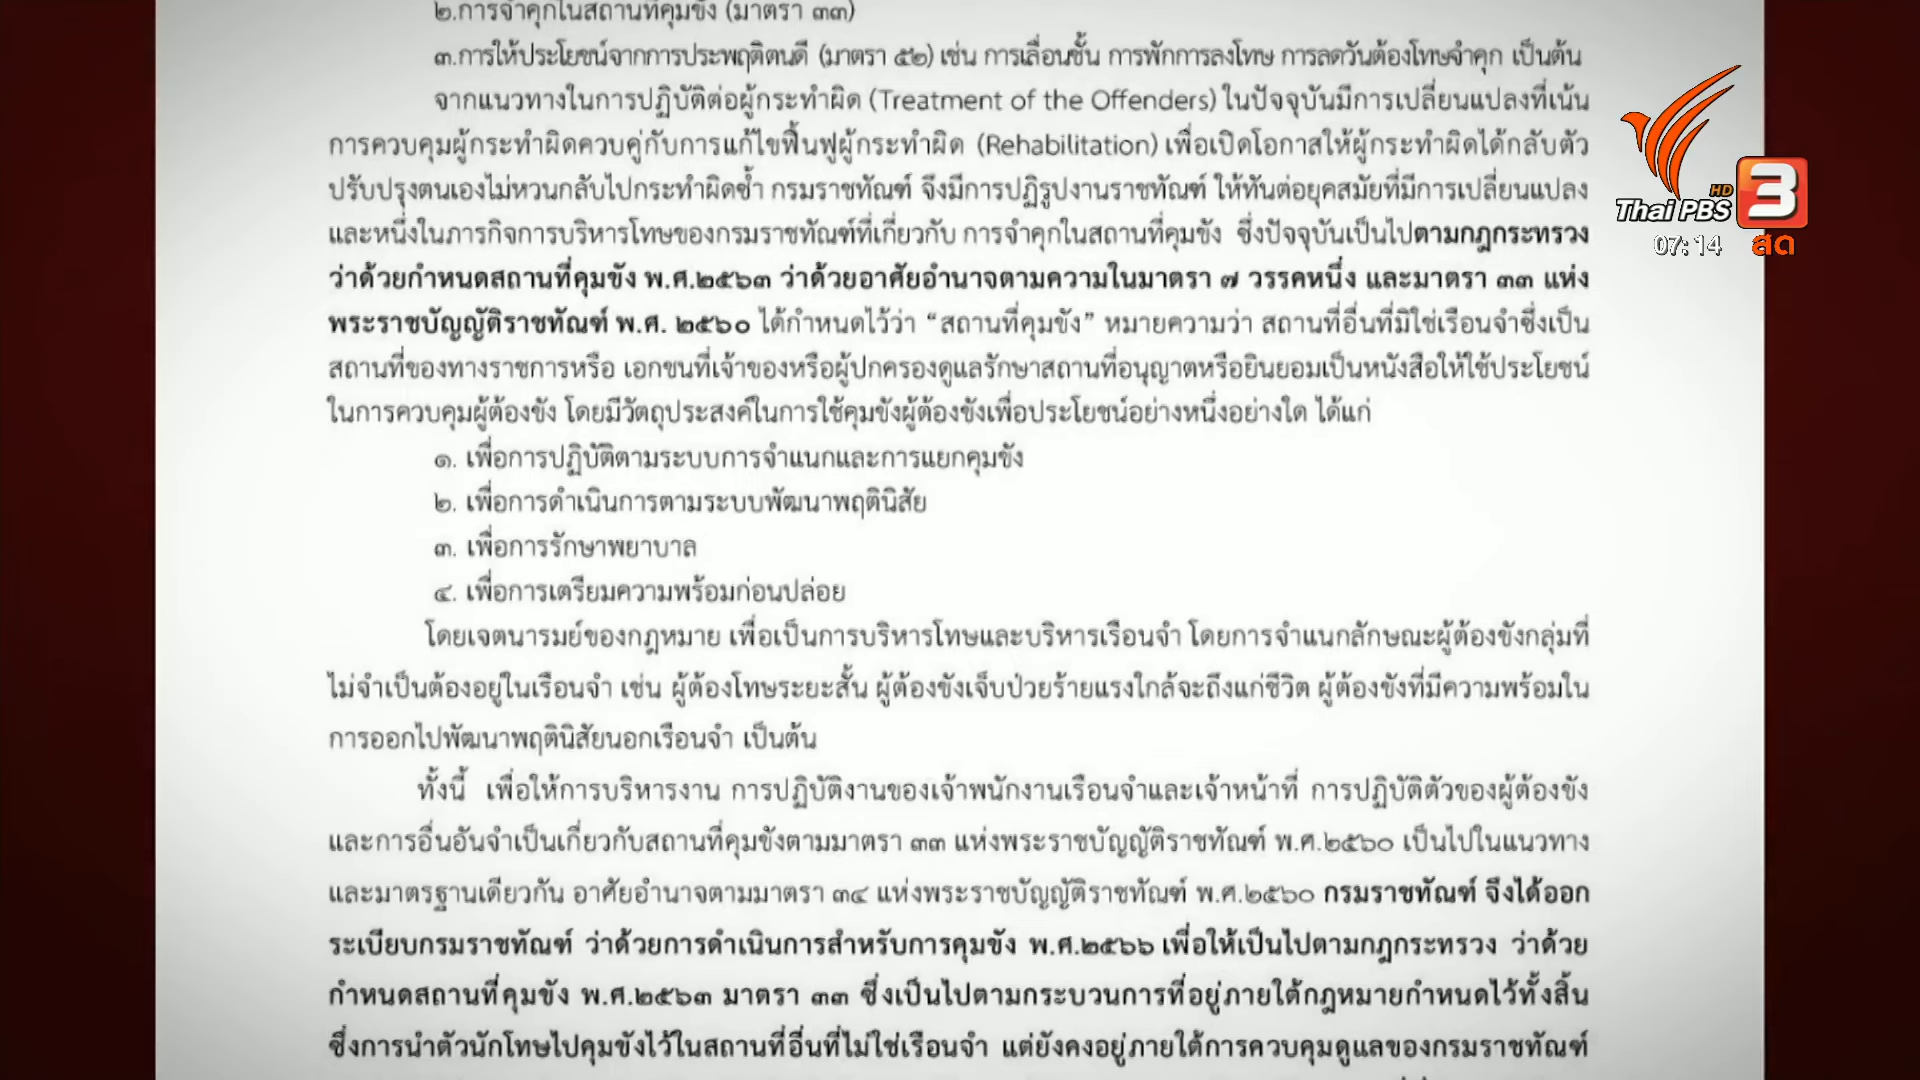 ๒.การจำคุกในสถานที่คุมขัง (มาตรา ๓๓)
๓.การให้ประโยชน์จากการประพฤติตนดี (มาตรา ๕๒) เช่น การเลื่อนชั้น การพักการลงโทษ การลดวันต้องโทษจำคุก เป็นต้น
จากแนวทางในการปฏิบัติต่อผู้กระทำผิด (Treatment of the Offenders) ในปัจจุบันมีการเปลี่ยนแปลงที่เน้น
การควบคุมผู้กระทำผิดควบคู่กับการแก้ไขฟื้นฟูผู้กระทำผิด (Rehabilitation) เพื่อเปิดโอกาสให้ผู้กระทำผิดได้กลับตัว
ปรับปรุงตนเองไม่หวนกลับไปกระทำผิดซ้ำ กรมราชทัณฑ์ จึงมีการปฏิรูปงานราชทัณฑ์ ให้ทันต่อยุคสมัยที่มีการเปลี่ยนแปลง
และหนึ่งในภารกิจการบริหารโทษของกรมราชทัณฑ์ที่เกี่ยวกับ การจำคุกในสถานที่คุมขัง ซึ่งปัจจุบันเป็นไปตามกฎกระทรวง
ว่าด้วยกำหนดสถานที่คุมขัง พ.ศ.๒๕๖๓ ว่าด้วยอาศัยอำนาจตามความในมาตรา ๗ วรรคหนึ่ง และมาตรา ๓๓ แห่ง
พระราชบัญญัติราชทัณฑ์ พ.ศ. ๒๕๖๐ ได้กำหนดไว้ว่า “สถานที่คุมขัง” หมายความว่า สถานที่อื่นที่มิใช่เรือนจำซึ่งเป็น
สถานที่ของทางราชการหรือ เอกชนที่เจ้าของหรือผู้ปกครองดูแลรักษาสถานที่อนุญาตหรือยินยอมเป็นหนังสือให้ใช้ประโยชน์
ในการควบคุมผู้ต้องขัง โดยมีวัตถุประสงค์ในการใช้คุมขังผู้ต้องขังเพื่อประโยชน์อย่างหนึ่งอย่างใด ได้แก่
๑. เพื่อการปฏิบัติตามระบบการจำแนกและการแยกคุมขัง
๒. เพื่อการดำเนินการตามระบบพัฒนาพฤตินิสัย
๓. เพื่อการรักษาพยาบาล
๔. เพื่อการเตรียมความพร้อมก่อนปล่อย
โดยเจตนารมย์ของกฎหมาย เพื่อเป็นการบริหารโทษและบริหารเรือนจำ โดยการจำแนกลักษณะผู้ต้องขังกลุ่มที่
ไม่จำเป็นต้องอยู่ในเรือนจำ เช่น ผู้ต้องโทษระยะสั้น ผู้ต้องขังเจ็บป่วยร้ายแรงใกล้จะถึงแก่ชีวิต ผู้ต้องขังที่มีความพร้อมใน
การออกไปพัฒนาพฤตินิสัยนอกเรือนจำ เป็นต้น
ทั้งนี้ เพื่อให้การบริหารงาน การปฏิบัติงานของเจ้าพนักงานเรือนจำและเจ้าหน้าที่ การปฏิบัติตัวของผู้ต้องขัง
และการอื่นอันจำเป็นเกี่ยวกับสถานที่คุมขังตามมาตรา ๓๓ แห่งพระราชบัญญัติราชทัณฑ์ พ.ศ.๒๕๖๐ เป็นไปในแนวทาง
และมาตรฐานเดียวกัน อาศัยอำนาจตามมาตรา ๓๔ แห่งพระราชบัญญัติราชทัณฑ์ พ.ศ.๒๕๖๐ กรมราชทัณฑ์ จึงได้ออก
ระเบียบกรมราชทัณฑ์ ว่าด้วยการดำเนินการสำหรับการคุมขัง พ.ศ.๒๕๖๖ เพื่อให้เป็นไปตามกฎกระทรวง ว่าด้วย
กำหนดสถานที่คุมขัง พ.ศ.๒๕๖๓ มาตรา ๓๓ ซึ่งเป็นไปตามกระบวนการที่อยู่ภายใต้กฎหมายกำหนดไว้ทั้งสิ้น
ซึ่งการนำตัวนักโทษไปคุมขังไว้ในสถานที่อื่นที่ไม่ใช่เรือนจำ แต่ยังคงอยู่ภายใต้การควบคุมดูแลของกรมราชทัณฑ์
HD
Thai PBS 3
07:14 สด